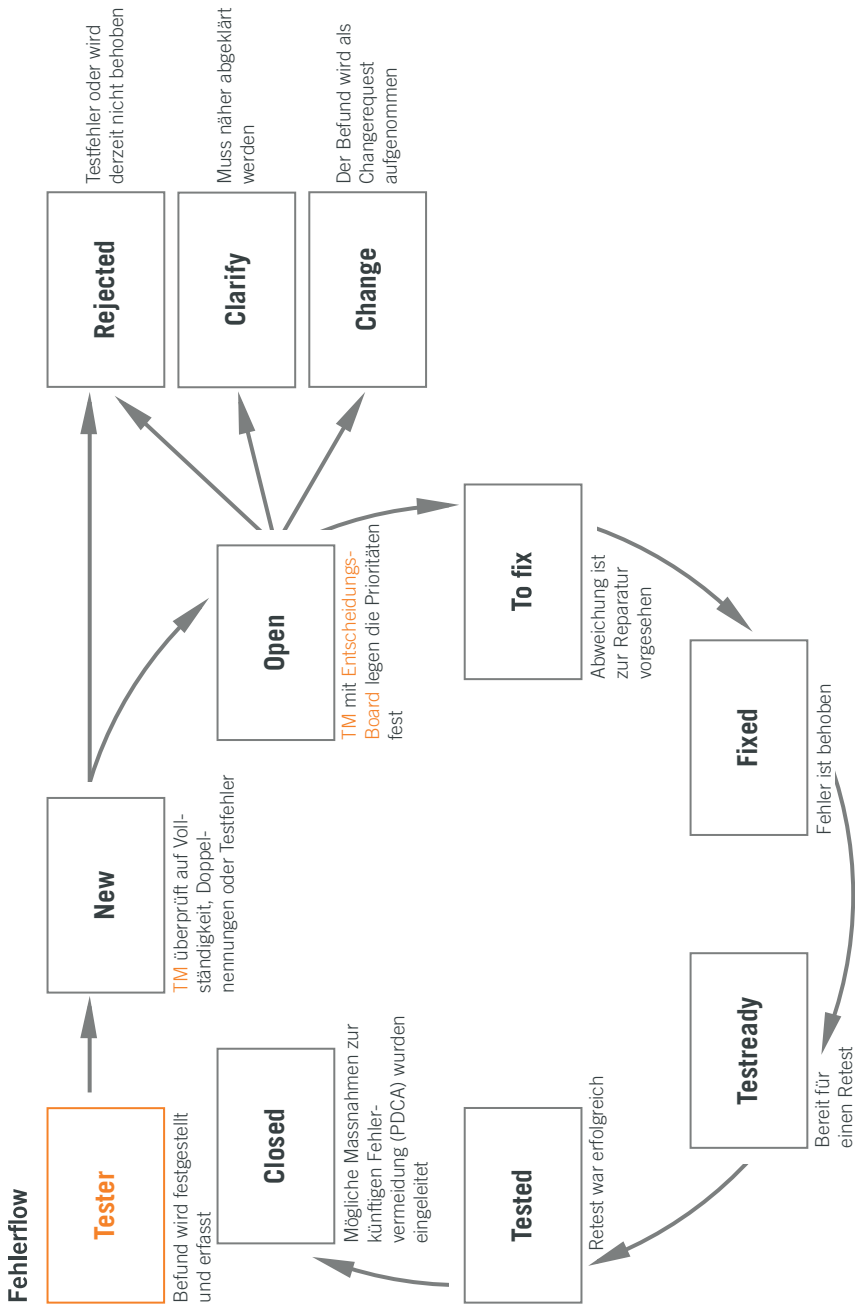 Fehlerflow
Tester
Befund wird festgestellt
und erfasst
New
TM überprüft auf Voll-
ständigkeit, Doppel-
nennungen oder Testfehler
Rejected
Testfehler oder wird
derzeit nicht behoben
Clarify
Muss näher abgeklärt
werden
Change
Der Befund wird als
Changerequest
aufgenommen
Open
TM mit Entscheidungs-
Board legen die Prioritäten
fest
To fix
Abweichung ist
zur Reparatur
vorgesehen
Fixed
Fehler ist behoben
Testready
Bereit für
einen Retest
Tested
Retest war erfolgreich
Closed
Mögliche Massnahmen zur
künftigen Fehler-
vermeidung (PDCA) wurden
eingeleitet